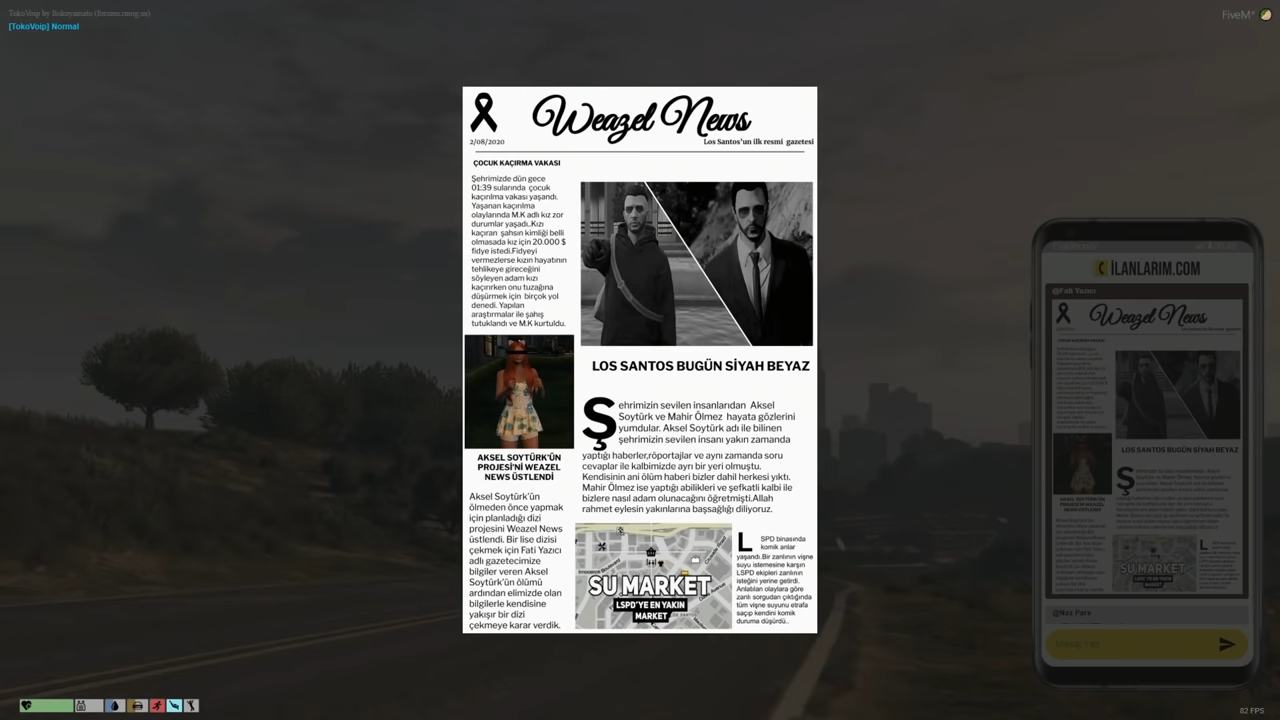 TokoVoip by Itokoyamato (forums.rmog.us)
[TokoVoip] Normal
FiveM*
Weazel News
2/08/2020
Los Santos'un ilk resmi gazetesi
ÇOCUK KAÇIRMA VAKASI
Şehrimizde dün gece
01:39 sularında çocuk
kaçırılma vakası yaşandı.
Yaşanan kaçırılma
olaylarında M.K adlı kız zor
durumlar yaşadı..Kızı
kaçıran şahsın kimliği belli
olmasada kız için 20.000 $
fidye istedi.Fidyeyi
vermezlerse kızın hayatının
tehlikeye gireceğini
söyleyen adam kızı
kaçırırken onu tuzağına
düşürmek için birçok yol
denedi. Yapılan
araştırmalar ile şahış
tutuklandı ve M.K kurtuldu.
AKSEL SOYTÜRK'ÜN
PROJESİ'Nİ WEAZEL
NEWS ÜSTLENDİ
Aksel Soytürk'ün
ölmeden önce yapmak
için planladığı dizi
projesini Weazel News
üstlendi. Bir lise dizisi
çekmek için Fati Yazıcı
adlı gazetecimize
bilgiler veren Aksel
Soytürk'ün ölümü
ardından elimizde olan
bilgilerle kendisine
yakışır bir dizi
çekmeye karar verdik.
LOS SANTOS BUGÜN SİYAH BEYAZ
Şehrimizin sevilen insanlarından Aksel
Soytürk ve Mahir Ölmez hayata gözlerini
yumdular. Aksel Soytürk adı ile bilinen
şehrimizin sevilen insanı yakın zamanda
yaptığı haberler,röportajlar ve aynı zamanda soru
cevaplar ile kalbimizde ayrı bir yeri olmuştu.
Kendisinin ani ölüm haberi bizler dahil herkesi yıktı.
Mahir Ölmez ise yaptığı abilikleri ve şefkatli kalbi ile
bizlere nasıl adam olunacağını öğretmişti.Allah
rahmet eylesin yakınlarına başsağlığı diliyoruz.
SU MARKET
LSPD'YE EN YAKIN
MARKET
LSPD binasında
komik anlar
yaşandı.Bir zanlının vişne
suyu istemesine karşın
LSPD ekipleri zanlının
isteğini yerine getirdi.
Anlatılan olaylara göre
zanlı sorgudan çıktığında
tüm vişne suyunu etrafa
saçıp kendini komik
duruma düşürdü..
İLANLARIM.COM
@Fati Yazıcı
Weazel News
LOS SANTOS BUGÜN SİYAH BEYAZ
SU MARKET
LSPD'YE EN YAKIN
MARKET
82 FPS